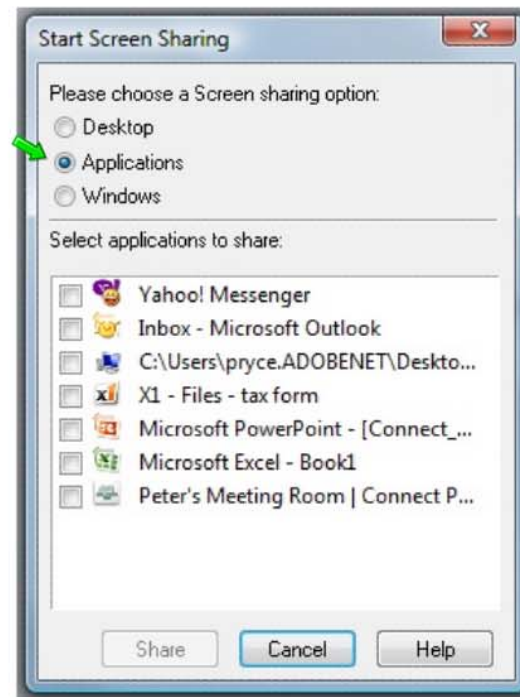 Start Screen Sharing
Please choose a Screen sharing option:
Desktop
Applications
Windows
Select applications to share:
Yahoo! Messenger
Inbox - Microsoft Outlook
C:\Users\pryce.ADOBENET\Deskto...
X1 - Files - tax form
Microsoft PowerPoint - [Connect_...
Microsoft Excel - Book1
Peter's Meeting Room | Connect P...
Share Cancel Help